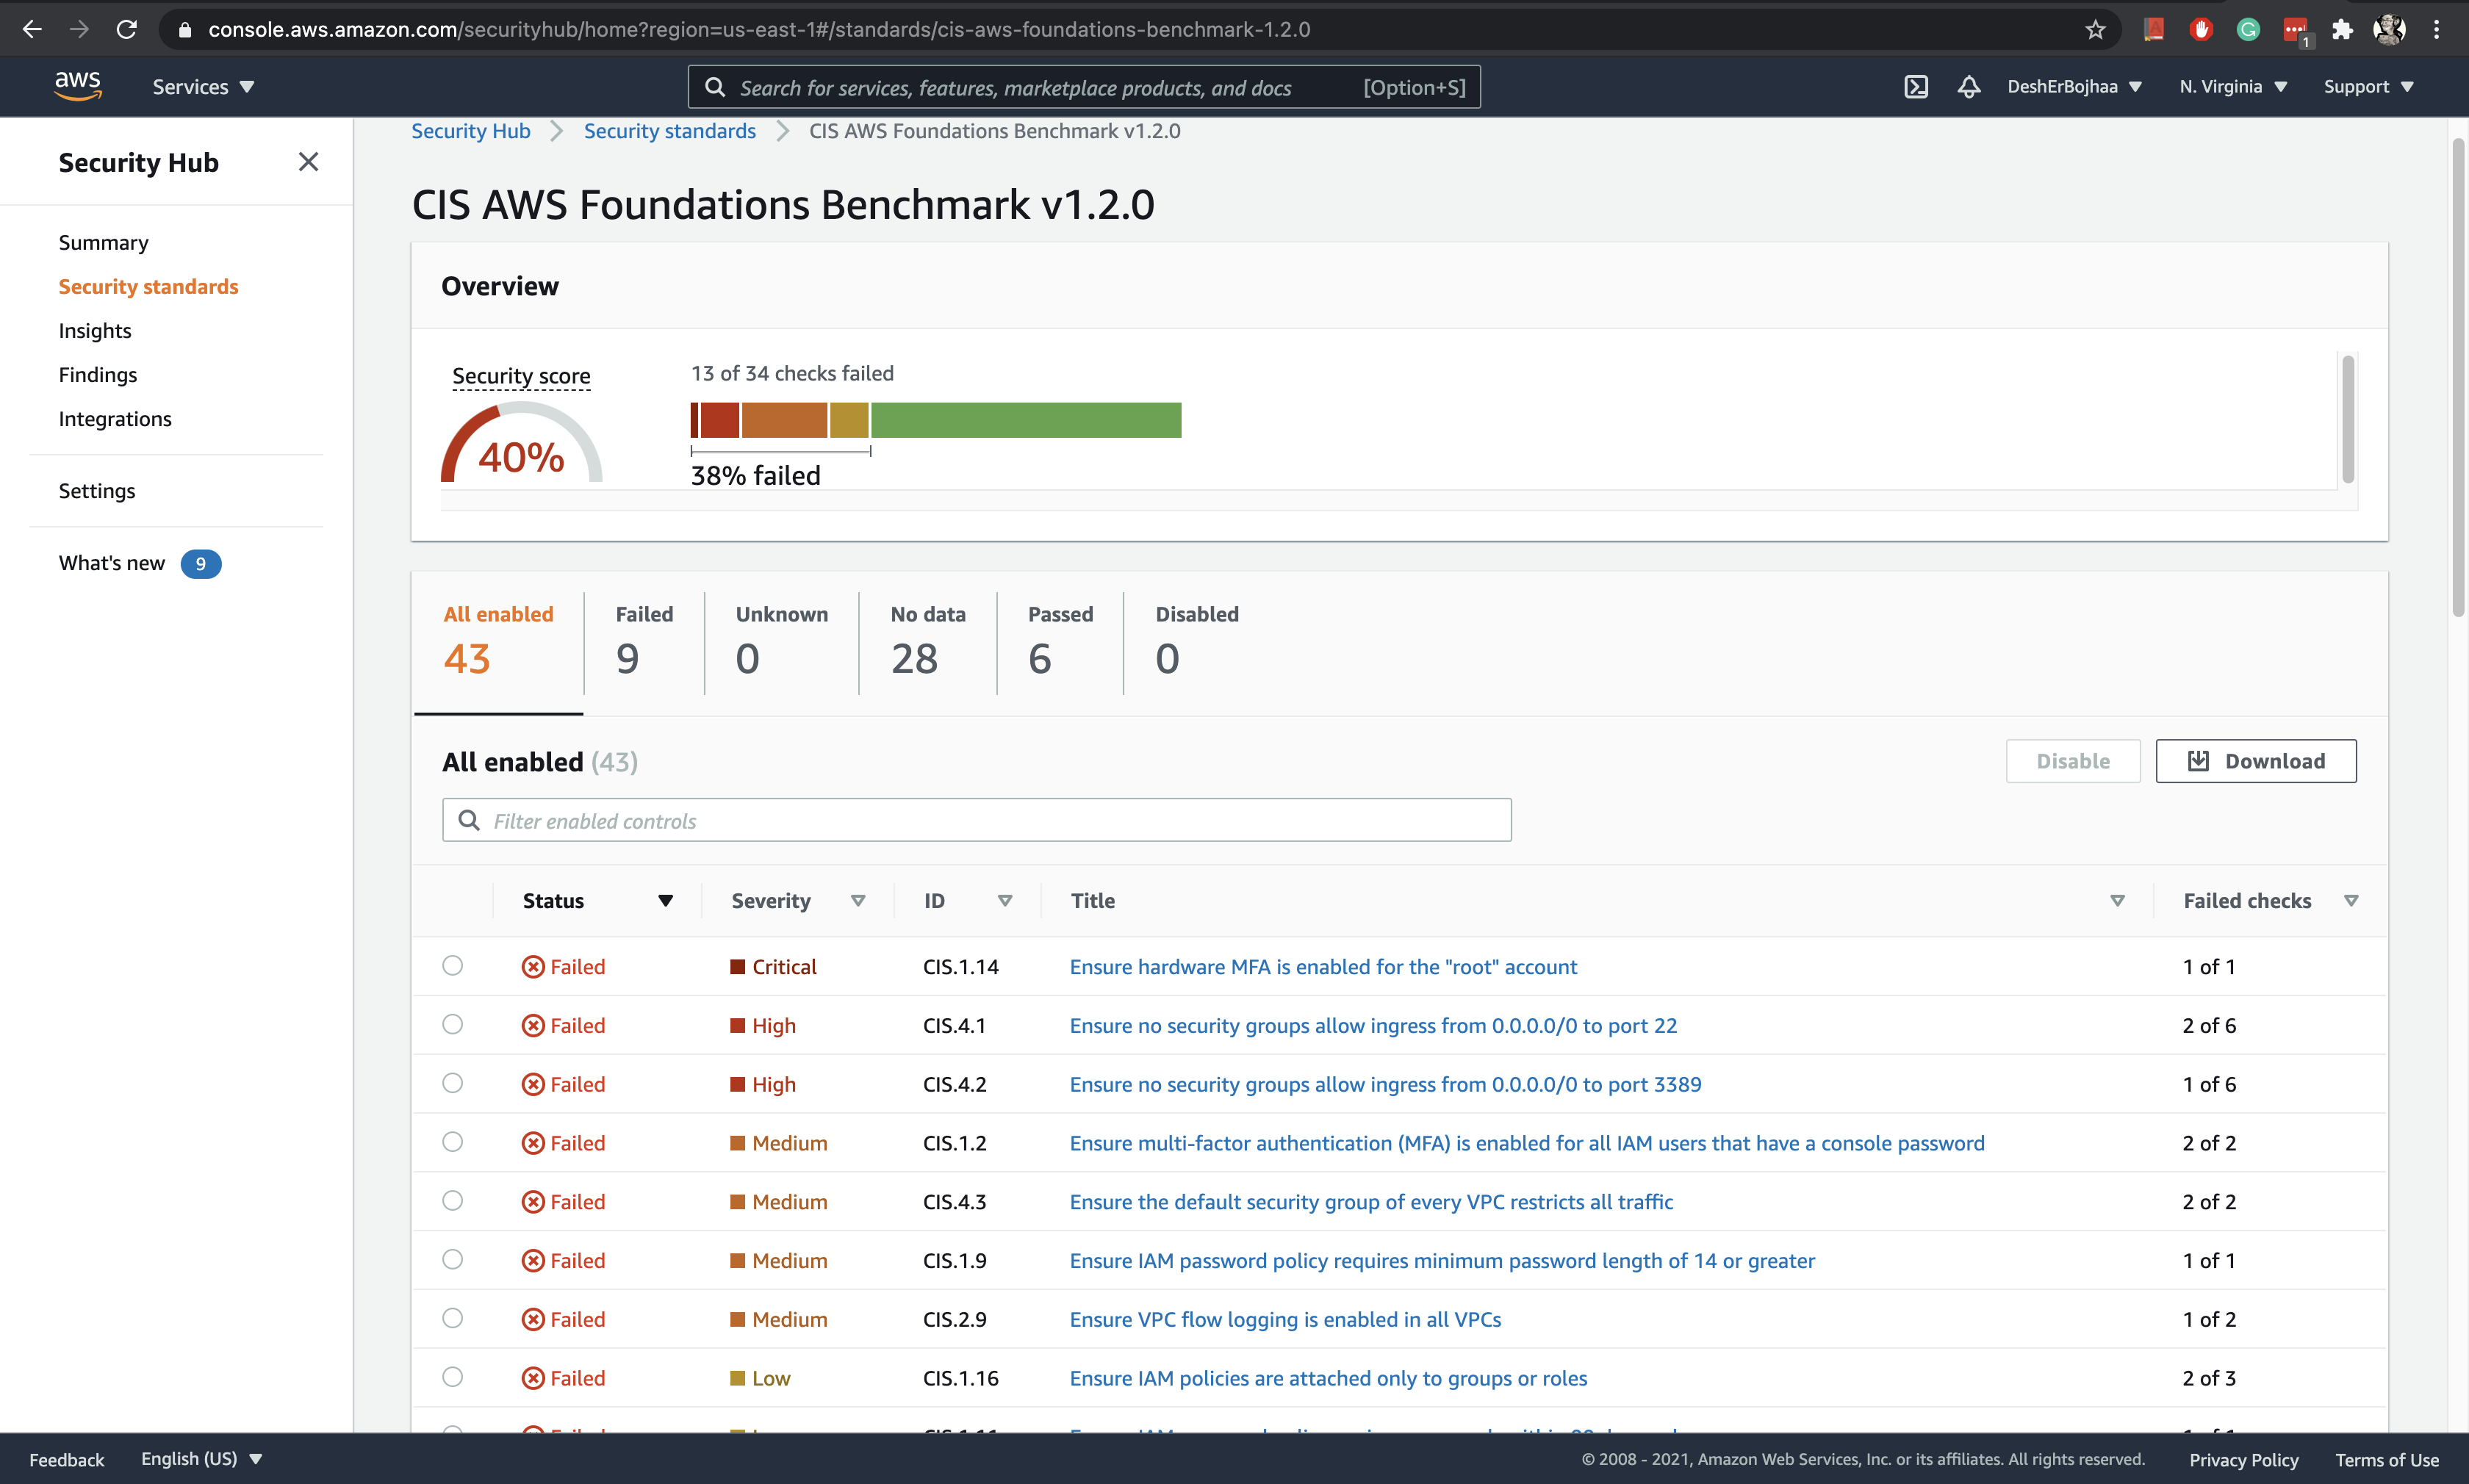 console.aws.amazon.com/securityhub/home?region=us-east-1#/standards/cis-aws-foundations-benchmark-1.2.0
1
aws
Services
Search for services, features, marketplace products, and docs [Option+S]
DeshErBojhaa
N. Virginia
Support
Security Hub
Summary
Security standards
Insights
Findings
Integrations
Settings
What's new 9
Security Hub Security standards CIS AWS Foundations Benchmark v1.2.0
CIS AWS Foundations Benchmark v1.2.0
Overview
Security score
40%
13 of 34 checks failed
38% failed
All enabled
43
Failed
9
Unknown
0
No data
28
Passed
6
Disabled
0
All enabled (43)
Disable
Download
Filter enabled controls
Status Severity ID Title Failed checks
Failed Critical CIS.1.14 Ensure hardware MFA is enabled for the "root" account 1 of 1
Failed High CIS.4.1 Ensure no security groups allow ingress from 0.0.0.0/0 to port 22 2 of 6
Failed High CIS.4.2 Ensure no security groups allow ingress from 0.0.0.0/0 to port 3389 1 of 6
Failed Medium CIS.1.2 Ensure multi-factor authentication (MFA) is enabled for all IAM users that have a console password 2 of 2
Failed Medium CIS.4.3 Ensure the default security group of every VPC restricts all traffic 2 of 2
Failed Medium CIS.1.9 Ensure IAM password policy requires minimum password length of 14 or greater 1 of 1
Failed Medium CIS.2.9 Ensure VPC flow logging is enabled in all VPCs 1 of 2
Failed Low CIS.1.16 Ensure IAM policies are attached only to groups or roles 2 of 3
Feedback
English (US)
© 2008 - 2021, Amazon Web Services, Inc. or its affiliates. All rights reserved.
Privacy Policy
Terms of Use